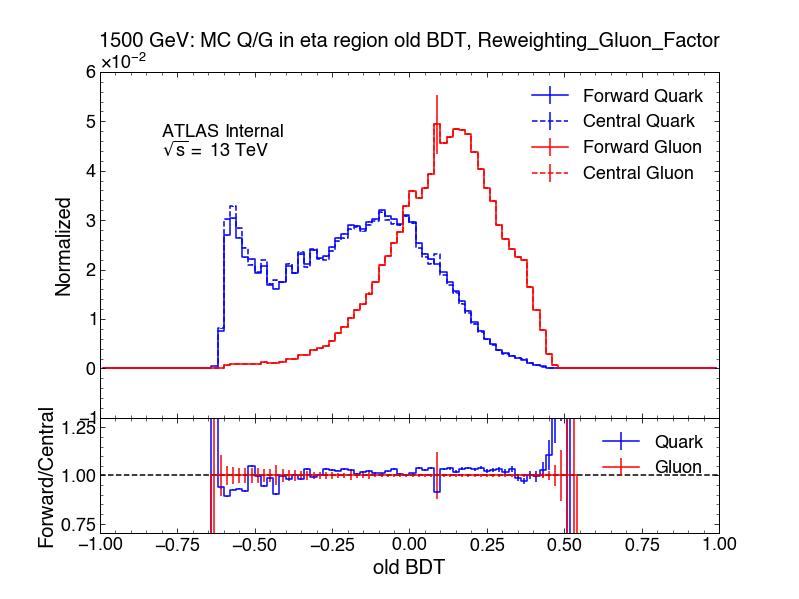 1500 GeV: MC Q/G in eta region old BDT, Reweighting_Gluon_Factor
×10⁻²
6
5
4
3
2
1
0
−1
Normalized
ATLAS Internal
√s = 13 TeV
Forward Quark
Central Quark
Forward Gluon
Central Gluon
1.25
1.00
0.75
Forward/Central
Quark
Gluon
−1.00 −0.75 −0.50 −0.25 0.00 0.25 0.50 0.75 1.00
old BDT